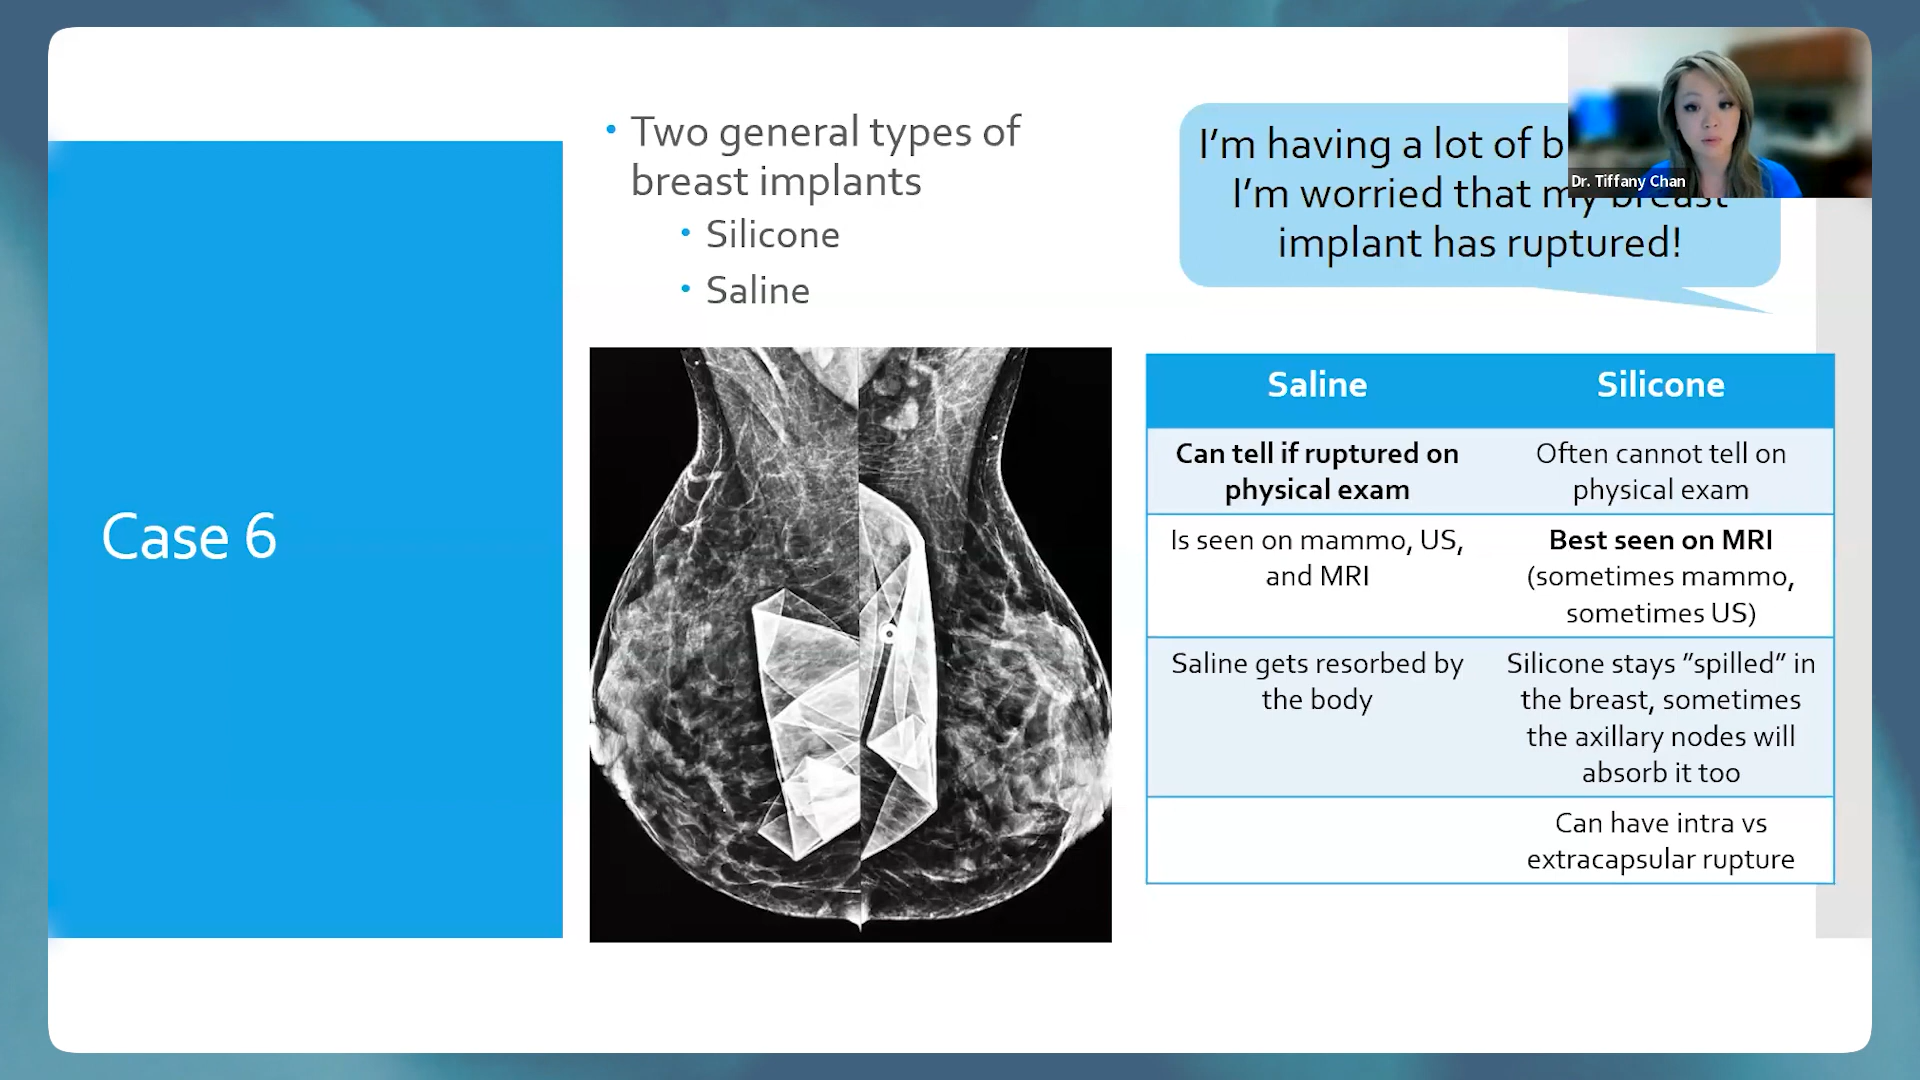 Case 6
• Two general types of
breast implants
• Silicone
• Saline
I’m having a lot of
I’m worried that my breast
implant has ruptured!
Dr. Tiffany Chan
Saline Silicone
Can tell if ruptured on
physical exam
Often cannot tell on
physical exam
Is seen on mammo, US,
and MRI
Best seen on MRI
(sometimes mammo,
sometimes US)
Saline gets resorbed by
the body
Silicone stays ”spilled” in
the breast, sometimes
the axillary nodes will
absorb it too
Can have intra vs
extracapsular rupture